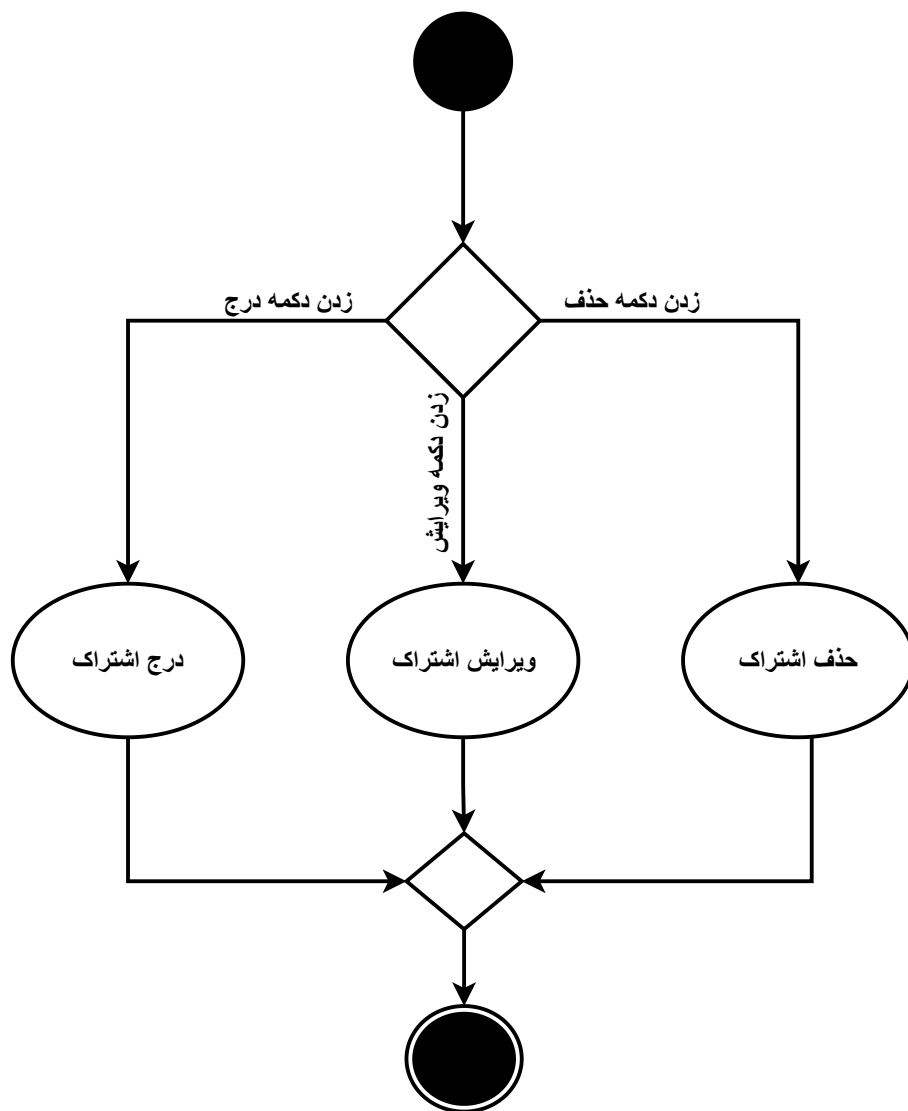 زدن دکمه حذف
زدن دکمه درج
زدن دکمه ویرایش
حذف اشتراک
ویرایش اشتراک
درج اشتراک